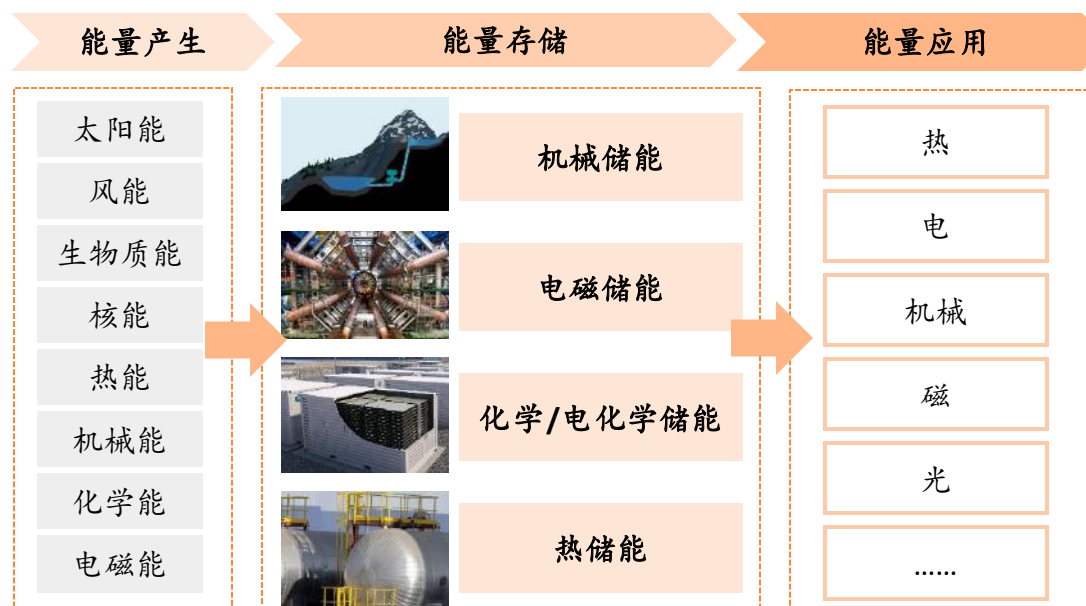 能量产生
能量存储
能量应用
太阳能
风能
生物质能
核能
热能
机械能
化学能
电磁能
机械储能
电磁储能
化学/电化学储能
热储能
热
电
机械
磁
光
……